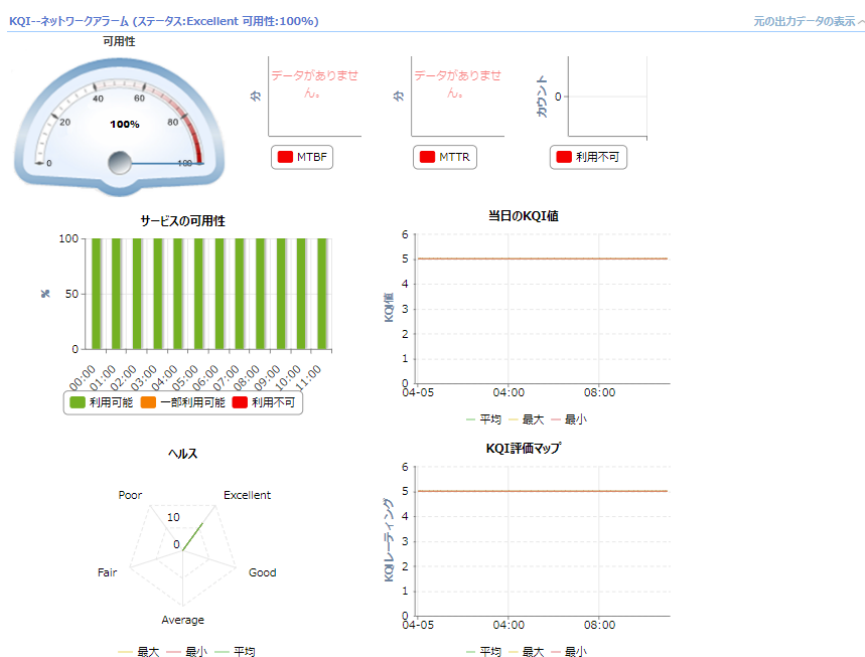 KQI--ネットワークアラーム (ステータス:Excellent 可用性:100%)
元の出力データの表示
可用性
0
20
40
60
80
100
100%
分
データがありません。
MTBF
分
データがありません。
MTTR
カウント
0
利用不可
サービスの可用性
%
100
50
0
00:00 01:00 02:00 03:00 04:00 05:00 06:00 07:00 08:00 09:00 10:00 11:00
利用可能 一部利用可能 利用不可
当日のKQI値
KQI値
6
5
4
3
2
1
0
04-05 04:00 08:00
平均 最大 最小
ヘルス
Poor
Excellent
10
0
Fair
Good
Average
最大 最小 平均
KQI評価マップ
KQIレーティング
6
5
4
3
2
1
0
04-05 04:00 08:00
平均 最大 最小